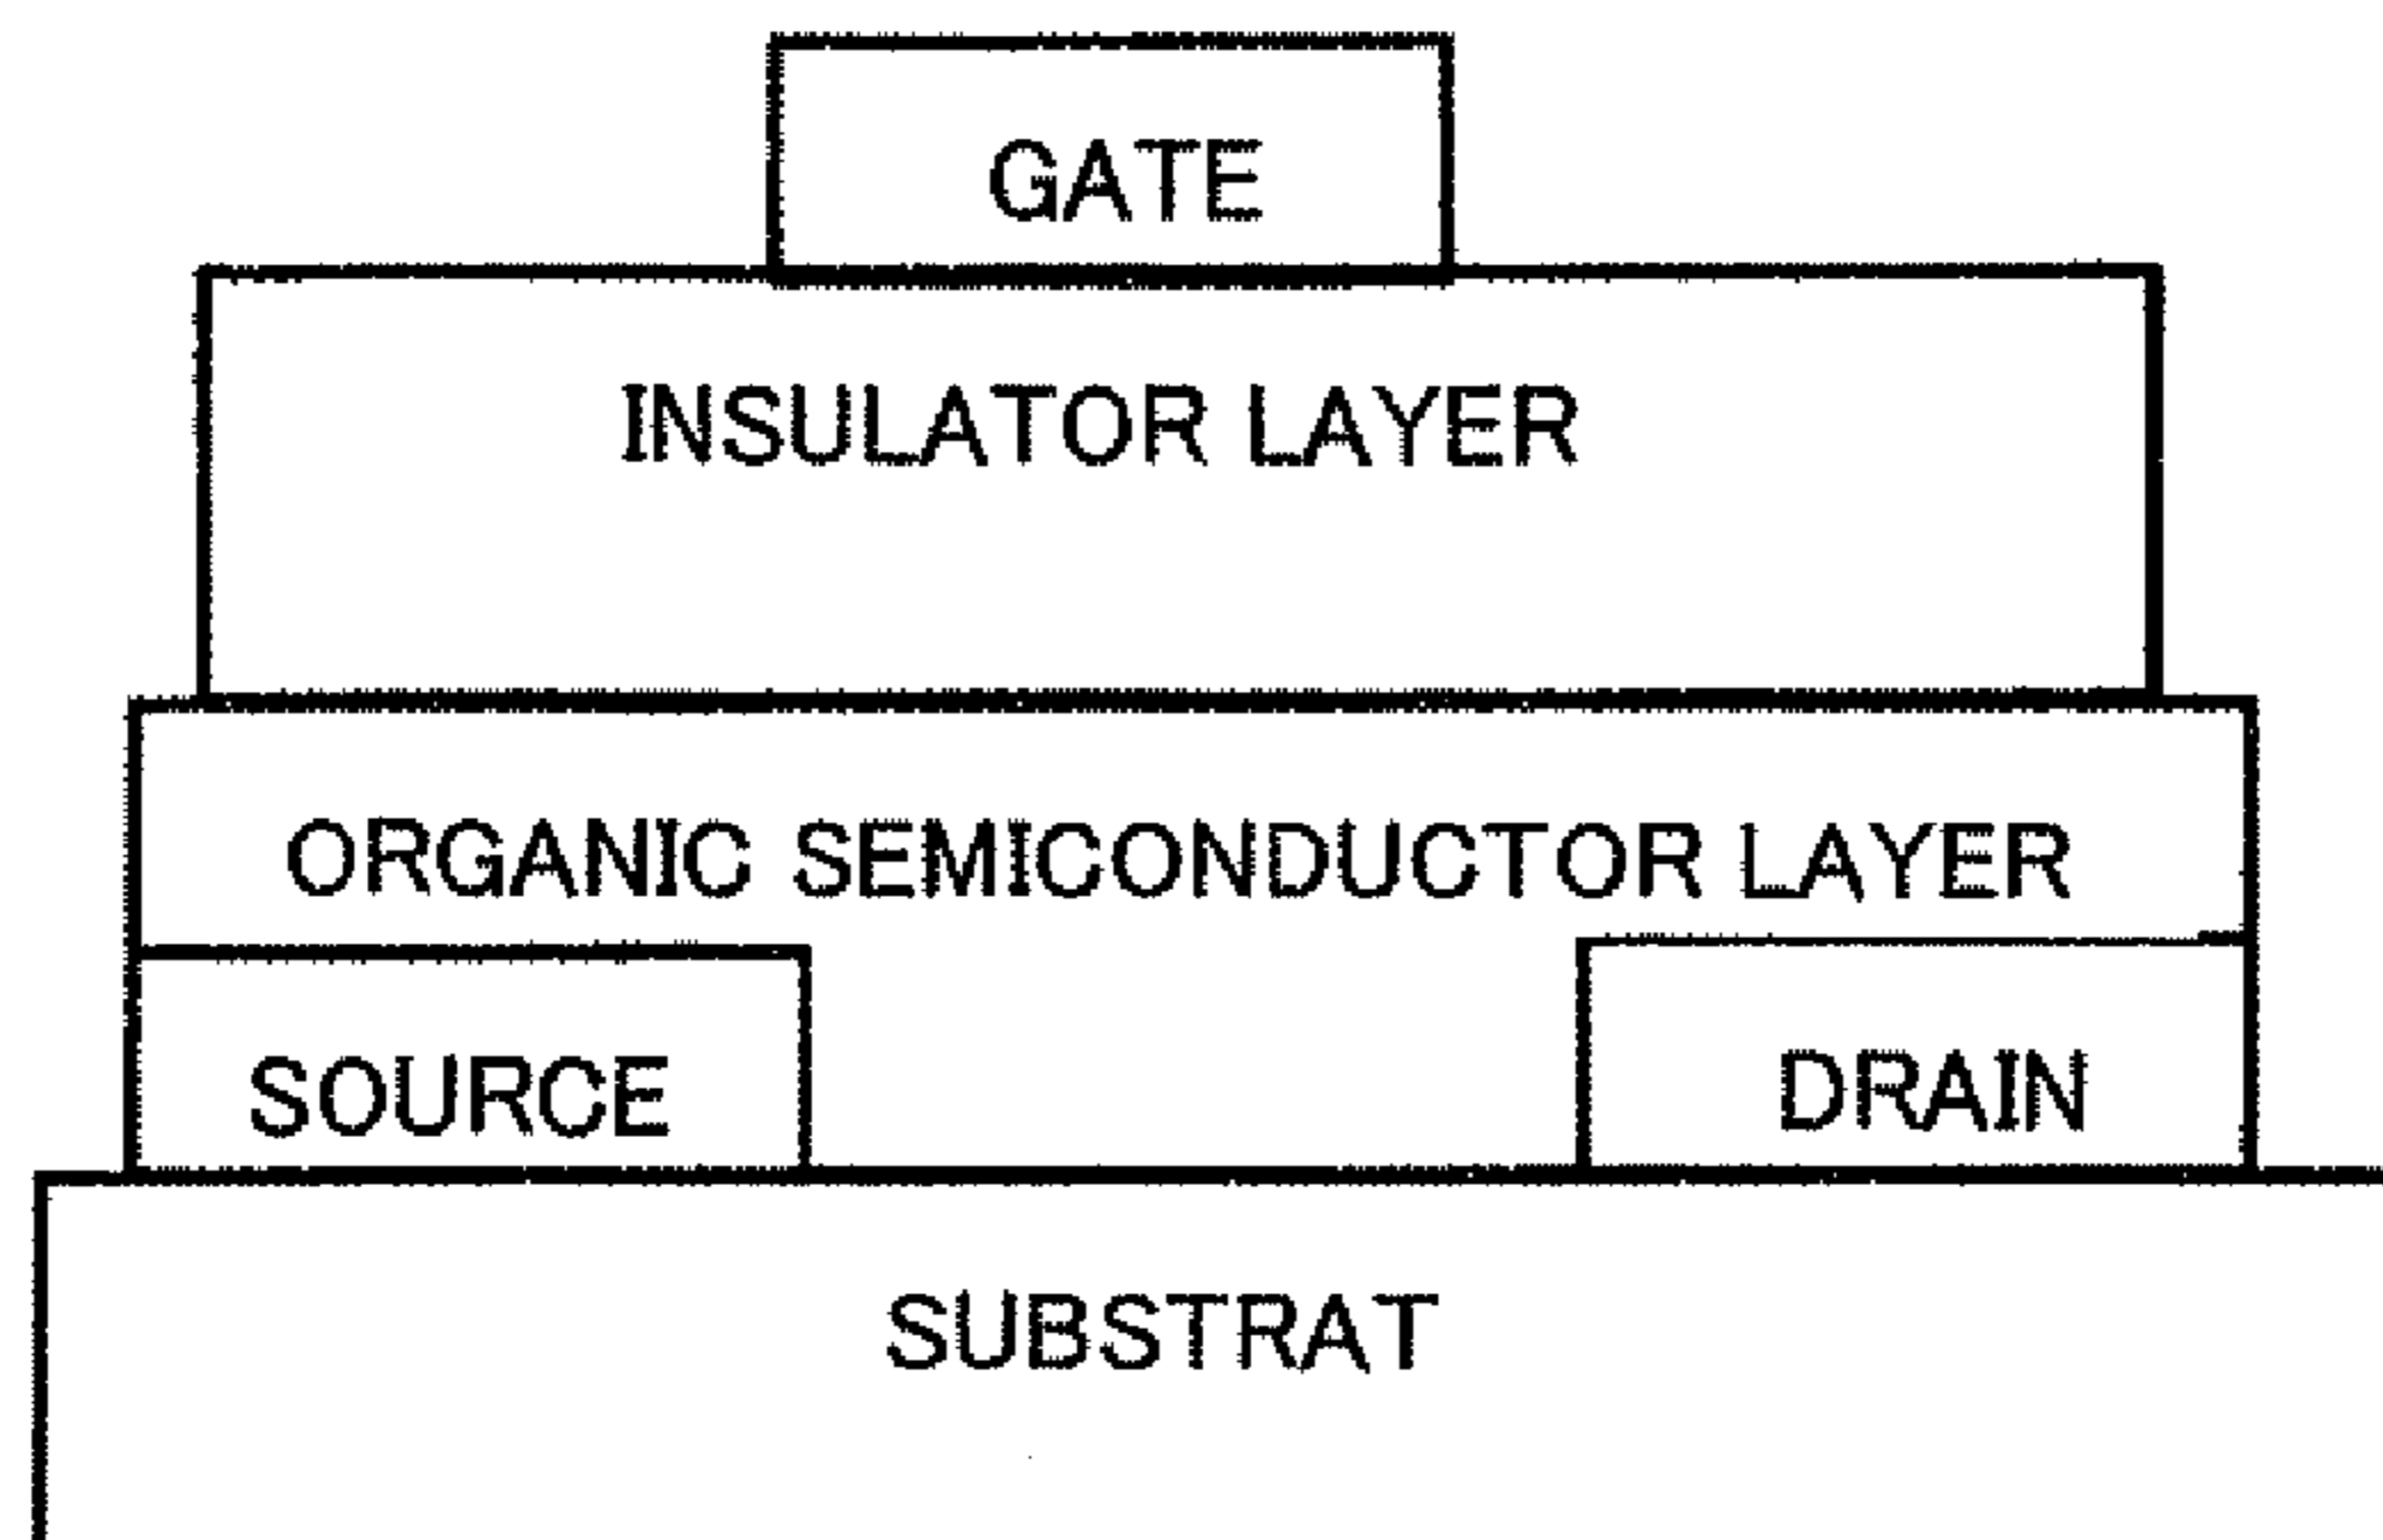 GATE
INSULATOR LAYER
ORGANIC SEMICONDUCTOR LAYER
SOURCE
DRAIN
SUBSTRAT